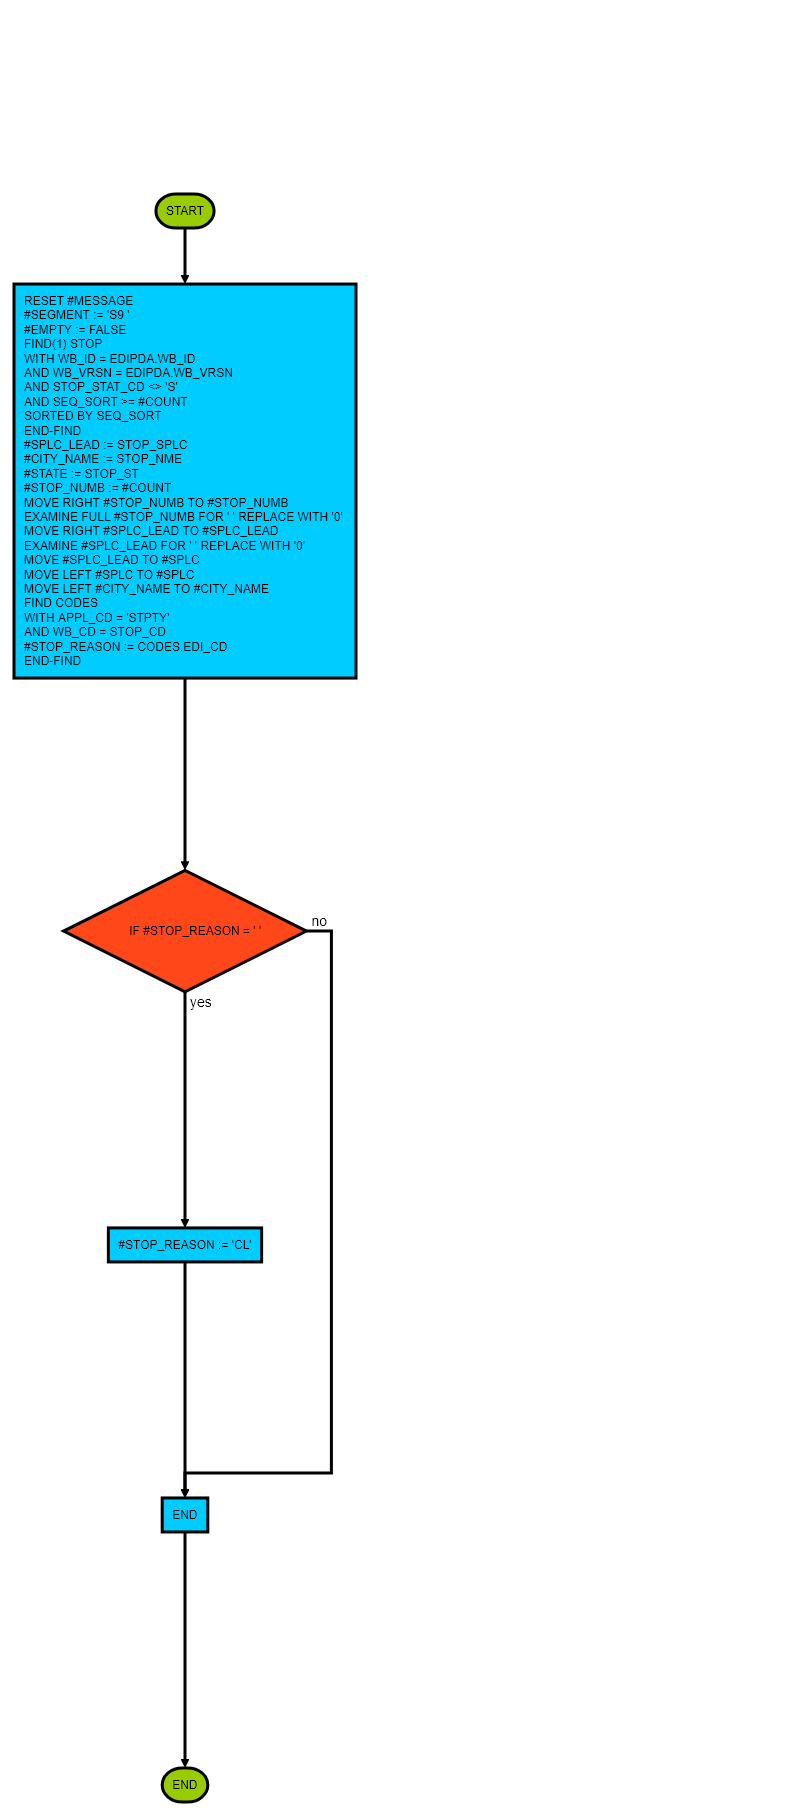 START
RESET #MESSAGE
#SEGMENT := 'S9 '
#EMPTY := FALSE
FIND(1) STOP
WITH WB_ID = EDIPDA.WB_ID
AND WB_VRSN = EDIPDA.WB_VRSN
AND STOP_STAT_CD <> 'S'
AND SEQ_SORT >= #COUNT
SORTED BY SEQ_SORT
END-FIND
#SPLC_LEAD := STOP_SPLC
#CITY_NAME := STOP_NME
#STATE := STOP_ST
#STOP_NUMB := #COUNT
MOVE RIGHT #STOP_NUMB TO #STOP_NUMB
EXAMINE FULL #STOP_NUMB FOR ' ' REPLACE WITH '0'
MOVE RIGHT #SPLC_LEAD TO #SPLC_LEAD
EXAMINE #SPLC_LEAD FOR ' ' REPLACE WITH '0'
MOVE #SPLC_LEAD TO #SPLC
MOVE LEFT #SPLC TO #SPLC
MOVE LEFT #CITY_NAME TO #CITY_NAME
FIND CODES
WITH APPL_CD = 'STPTY'
AND WB_CD = STOP_CD
#STOP_REASON := CODES.EDI_CD
END-FIND
no
IF #STOP_REASON = ' '
yes
#STOP_REASON := 'CL'
END
END